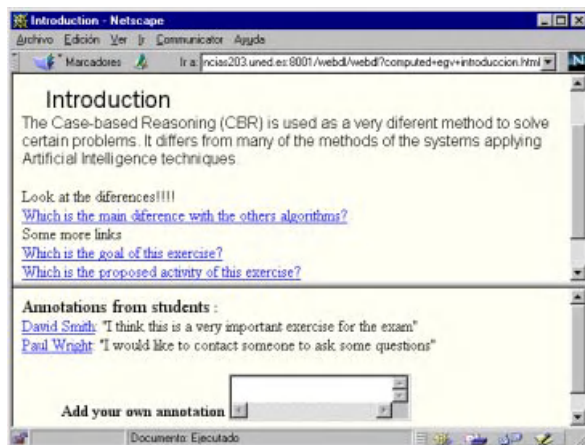 Introduction - Netscape
Archivo Edición Ver Ir Communicator Ayuda
Marcadores Ir a: ncias203.uned.es:8001/webdl/webdl?computed+egv+introduccion.html
N
Introduction
The Case-based Reasoning (CBR) is used as a very diferent method to solve
certain problems. It differs from many of the methods of the systems applying
Artificial Intelligence techniques
Look at the diferences!!!!
Which is the main diference with the others algorithms?
Some more links
Which is the goal of this exercise?
Which is the proposed activity of this exercise?
Annotations from students :
David Smith: "I think this is a very important exercise for the exam"
Paul Wright: "I would like to contact someone to ask some questions"
Add your own annotation
Documento: Ejecutado